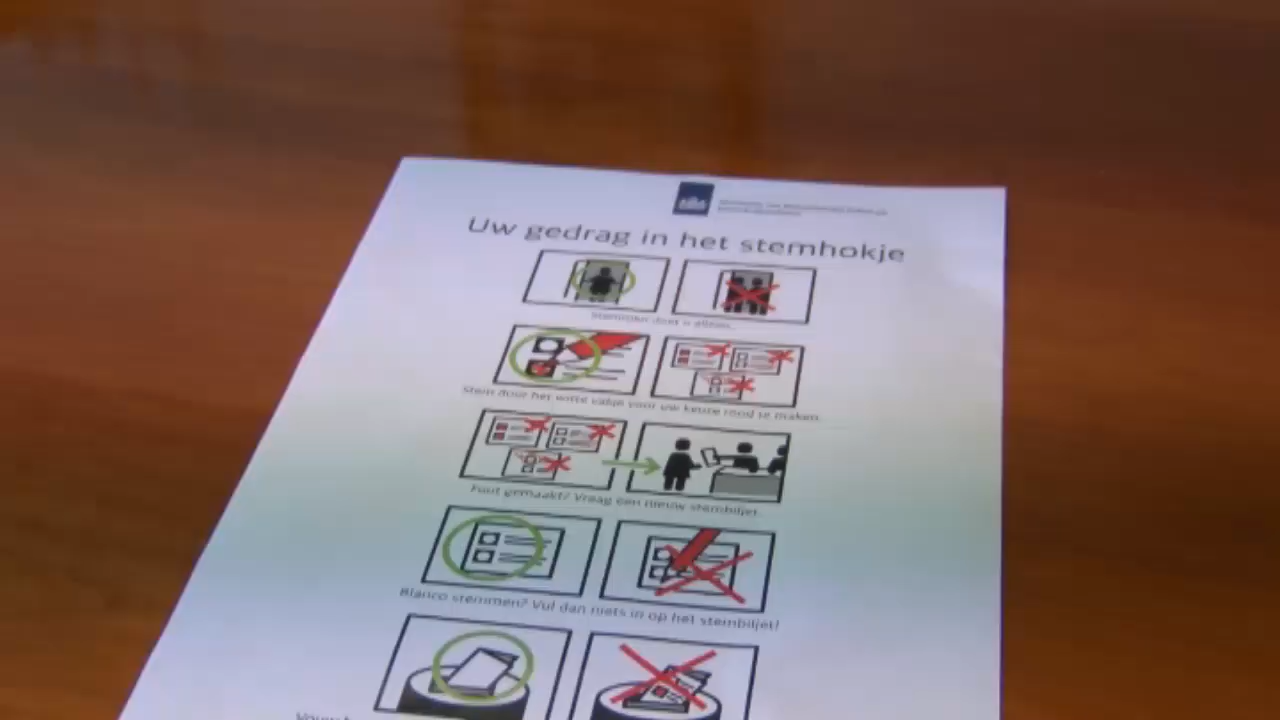 Uw gedrag in het stemhokje
Stemmen doet u alleen.
Stem door het witte vakje voor uw keuze rood te maken.
Fout gemaakt? Vraag een nieuw stembiljet.
Blanco stemmen? Vul dan niets in op het stembiljet!